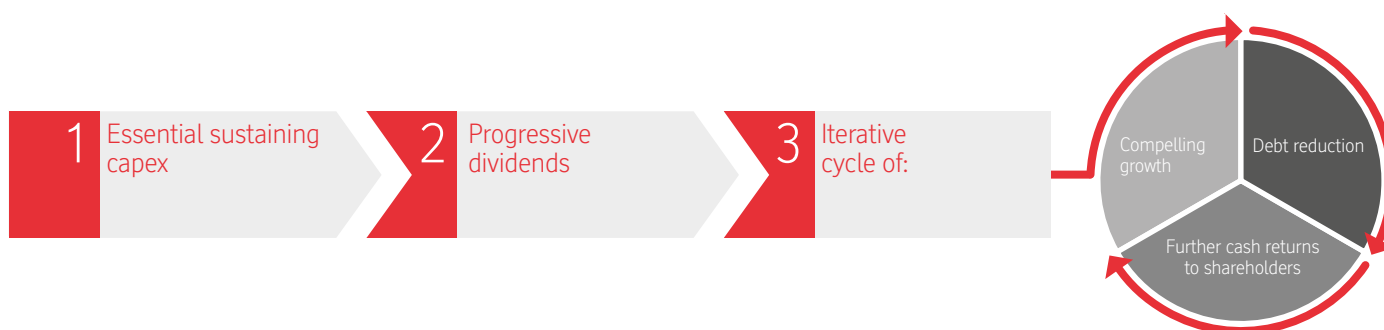 1
Essential sustaining
capex
2
Progressive
dividends
3
Iterative
cycle of:
Compelling
growth
Debt reduction
Further cash returns
to shareholders